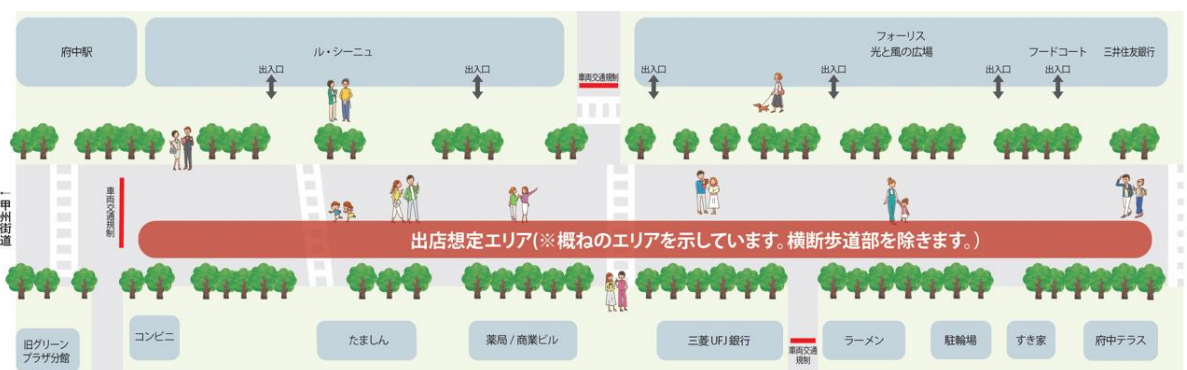 府中駅
ル・シーニュ
フォーリス
光と風の広場
フードコート
三井住友銀行
出入口
出入口
車両交通規制
出入口
出入口
出入口
出入口
←甲州街道
車両交通規制
出店想定エリア(※概ねのエリアを示しています。横断歩道部を除きます。)
旧グリーン
プラザ分館
コンビニ
たましん
薬局 / 商業ビル
三菱UFJ銀行
車両交通
規制
ラーメン
駐輪場
すき家
府中テラス